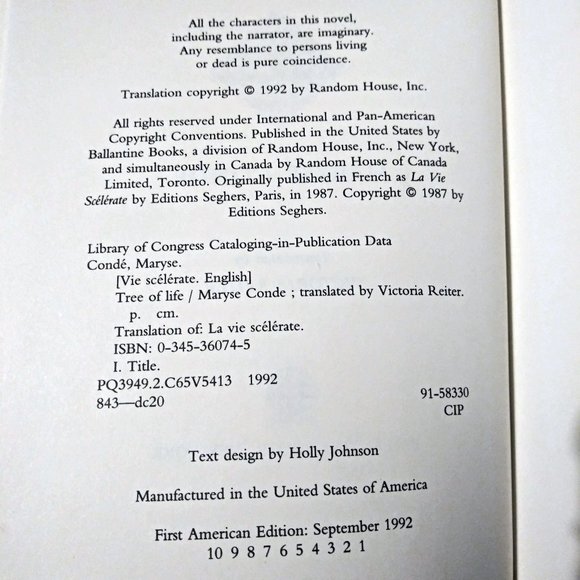 All the characters in this novel,
including the narrator, are imaginary.
Any resemblance to persons living
or dead is pure coincidence.
Translation copyright © 1992 by Random House, Inc.
All rights reserved under International and Pan-American
Copyright Conventions. Published in the United States by
Ballantine Books, a division of Random House, Inc., New York,
and simultaneously in Canada by Random House of Canada
Limited, Toronto. Originally published in French as La Vie
Scélérate by Editions Seghers, Paris, in 1987. Copyright © 1987 by
Editions Seghers.
Library of Congress Cataloging-in-Publication Data
Condé, Maryse.
[Vie scélérate. English]
Tree of life / Maryse Conde ; translated by Victoria Reiter.
p. cm.
Translation of: La vie scélérate.
ISBN: 0-345-36074-5
I. Title.
PQ3949.2.C65V5413 1992
843—dc20 91-58330
CIP
Text design by Holly Johnson
Manufactured in the United States of America
First American Edition: September 1992
10 9 8 7 6 5 4 3 2 1